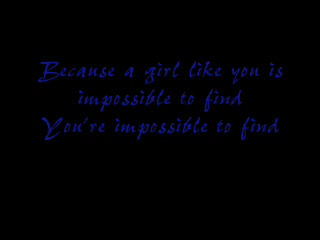 Because a girl like you is
impossible to find
You're impossible to find